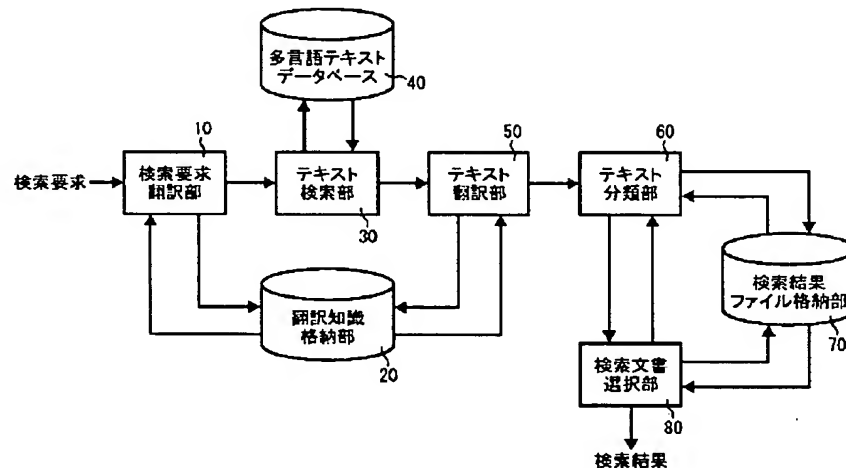 多言語テキスト
データベース
40
10
50
60
検索要求
検索要求
翻訳部
テキスト
検索部
30
テキスト
翻訳部
テキスト
分類部
翻訳知識
格納部
20
検索結果
ファイル格納部
70
検索文書
選択部
80
検索結果